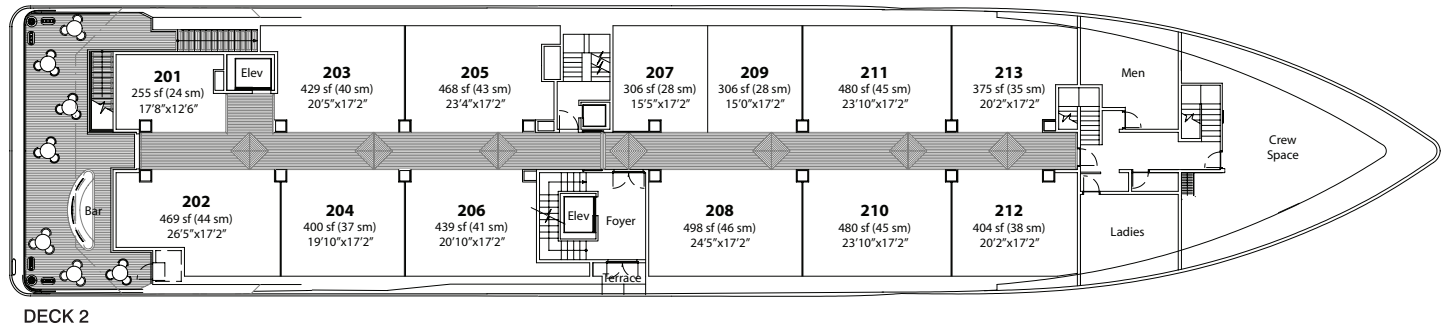 201
255 sf (24 sm)
17'8"x12'6"
Elev
203
429 sf (40 sm)
20'5"x17'2"
205
468 sf (43 sm)
23'4"x17'2"
207
306 sf (28 sm)
15'5"x17'2"
209
306 sf (28 sm)
15'0"x17'2"
211
480 sf (45 sm)
23'10"x17'2"
213
375 sf (35 sm)
20'2"x17'2"
Men
Crew
Space
Bar
202
469 sf (44 sm)
26'5"x17'2"
204
400 sf (37 sm)
19'10"x17'2"
206
439 sf (41 sm)
20'10"x17'2"
Elev
Foyer
Terrace
208
498 sf (46 sm)
24'5"x17'2"
210
480 sf (45 sm)
23'10"x17'2"
212
404 sf (38 sm)
20'2"x17'2"
Ladies
DECK 2